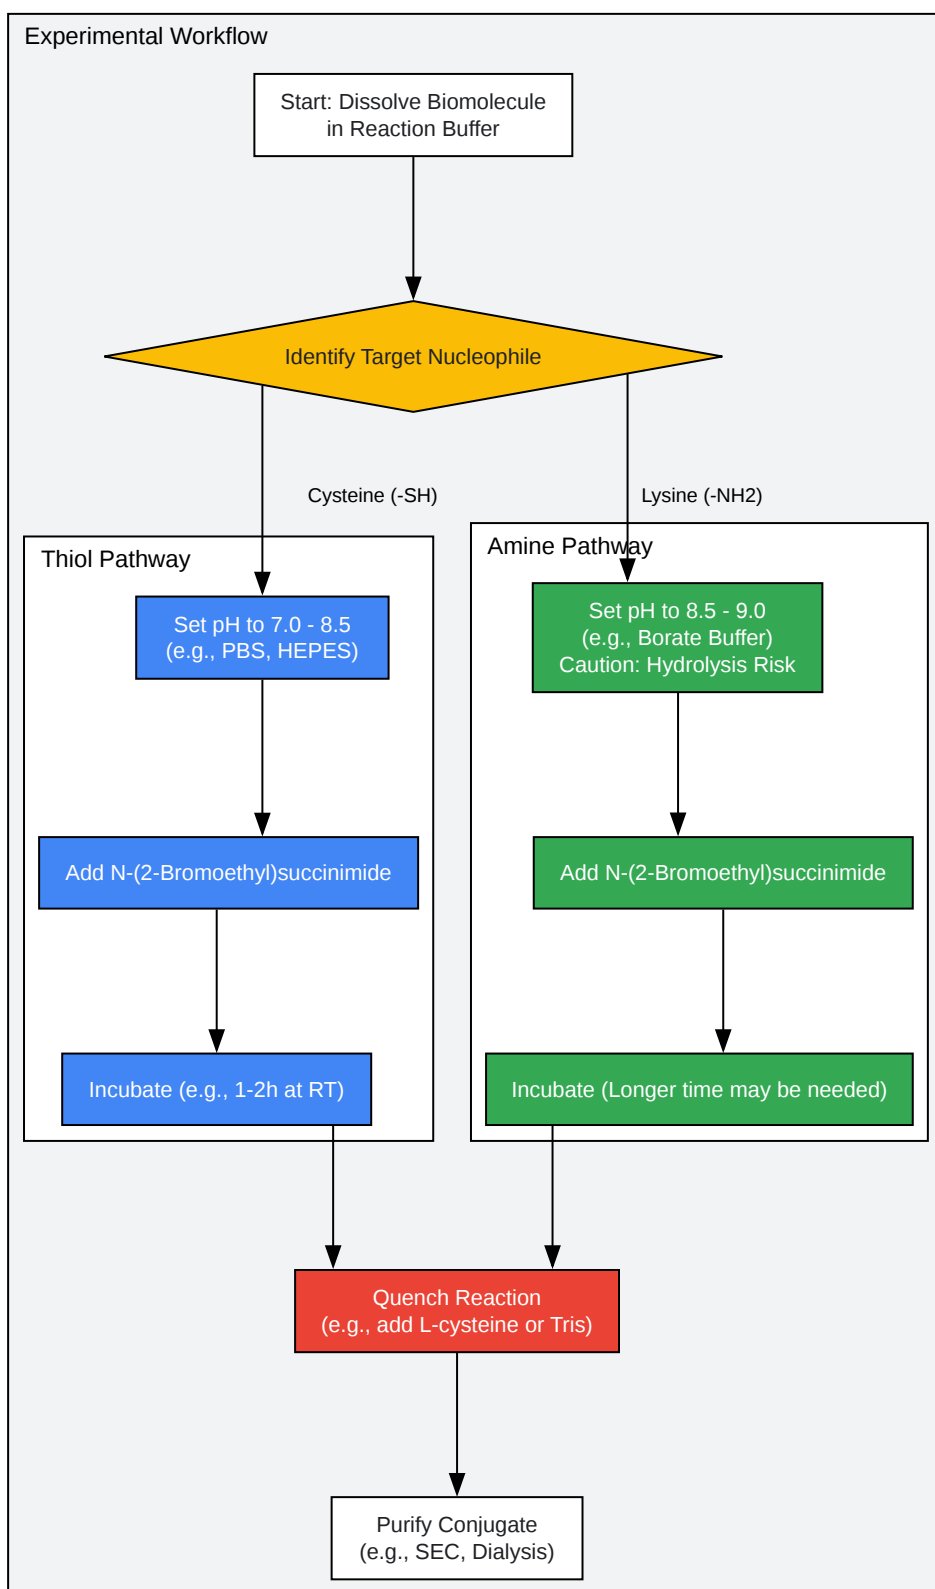 Experimental Workflow
Start: Dissolve Biomolecule
in Reaction Buffer
Identify Target Nucleophile
Cysteine (-SH)
Lysine (-NH2)
Thiol Pathway
Set pH to 7.0 - 8.5
(e.g., PBS, HEPES)
Add N-(2-Bromoethyl)succinimide
Incubate (e.g., 1-2h at RT)
Amine Pathway
Set pH to 8.5 - 9.0
(e.g., Borate Buffer)
Caution: Hydrolysis Risk
Add N-(2-Bromoethyl)succinimide
Incubate (Longer time may be needed)
Quench Reaction
(e.g., add L-cysteine or Tris)
Purify Conjugate
(e.g., SEC, Dialysis)